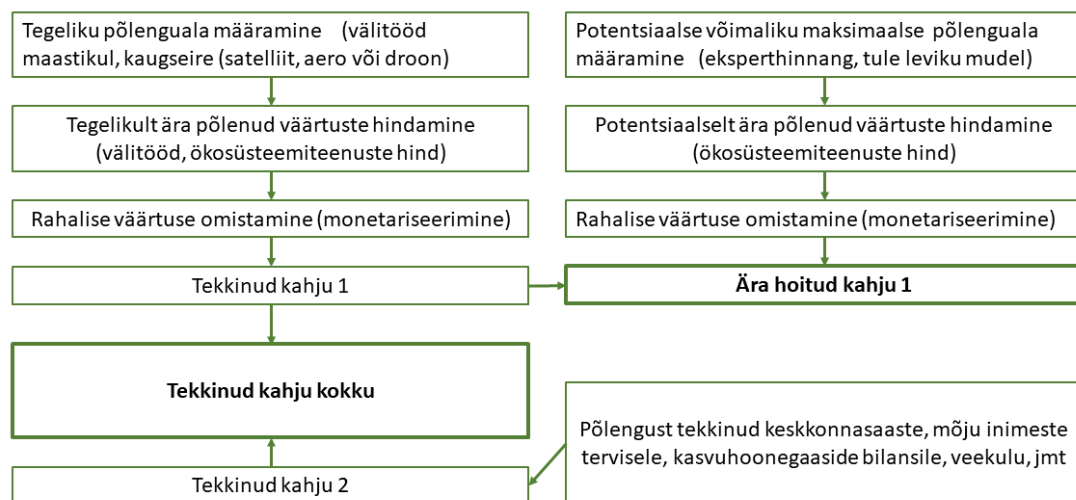 Tegeliku põlenguala määramine (välitööd
maastikul, kaugseire (satelliit, aero või droon)
Tegelikult ära põlenud väärtuste hindamine
(välitööd, ökosüsteemiteenuste hind)
Rahalise väärtuse omistamine (monetariseerimine)
Tekkinud kahju 1
Tekkinud kahju kokku
Tekkinud kahju 2
Potentsiaalse võimaliku maksimaalse põlenguala
määramine (eksperthinnang, tule leviku mudel)
Potentsiaalselt ära põlenud väärtuste hindamine
(ökosüsteemiteenuste hind)
Rahalise väärtuse omistamine (monetariseerimine)
Ära hoitud kahju 1
Põlengust tekkinud keskkonnasaaste, mõju inimeste
tervisele, kasvuhoonegaaside bilansile, veekulu, jmt